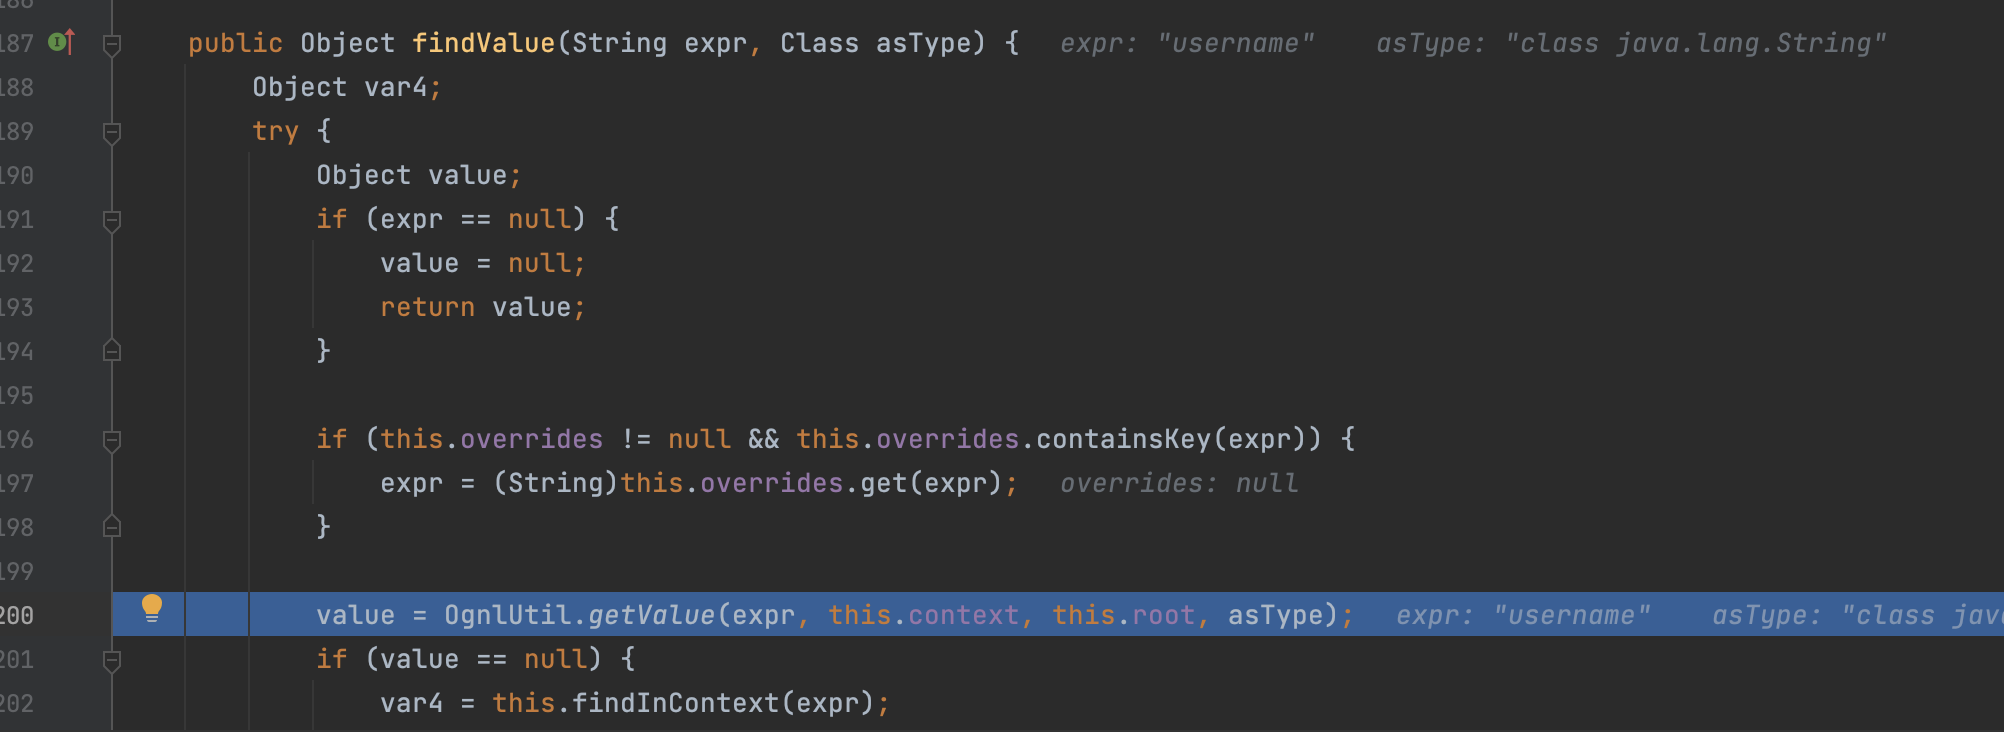 187 public Object findValue(String expr, Class asType) { expr: "username" asType: "class java.lang.String"
188 Object var4;
189 try {
190 Object value;
191 if (expr == null) {
192 value = null;
193 return value;
194 }
195
196 if (this.overrides != null && this.overrides.containsKey(expr)) {
197 expr = (String)this.overrides.get(expr); overrides: null
198 }
199
200 value = OgnlUtil.getValue(expr, this.context, this.root, asType); expr: "username" asType: "class jav
201 if (value == null) {
202 var4 = this.findInContext(expr);